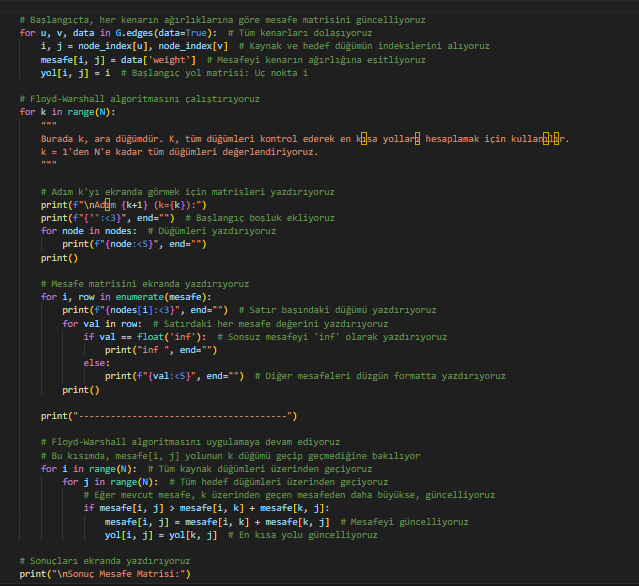 # Başlangıçta, her kenarın ağırlıklarına göre mesafe matrisini güncelliyoruz
for u, v, data in G.edges(data=True):  # Tüm kenarları dolaşıyoruz
    i, j = node_index[u], node_index[v]  # Kaynak ve hedef düğümün indekslerini alıyoruz
    mesafe[i, j] = data['weight']  # Mesafeyi kenarın ağırlığına eşitliyoruz
    yol[i, j] = i  # Başlangıç yol matrisi: Uç nokta i

# Floyd-Warshall algoritmasını çalıştırıyoruz
for k in range(N):
    """
    Burada k, ara düğümdür. K, tüm düğümleri kontrol ederek en kısa yolları hesaplamak için kullanılır.
    k = 1'den N'e kadar tüm düğümleri değerlendiriyoruz.
    """

    # Adım k'yı ekranda görmek için matrisleri yazdırıyoruz
    print(f"\nAdım {k+1} (k={k}):")
    print(f"{'':<3}", end="")  # Başlangıç boşluk ekliyoruz
    for node in nodes:  # Düğümleri yazdırıyoruz
        print(f"{node:<5}", end="")
    print()

    # Mesafe matrisini ekranda yazdırıyoruz
    for i, row in enumerate(mesafe):
        print(f"{nodes[i]:<3}", end="")  # Satır başındaki düğümü yazdırıyoruz
        for val in row:  # Satırdaki her mesafe değerini yazdırıyoruz
            if val == float('inf'):  # Sonsuz mesafeyi 'inf' olarak yazdırıyoruz
                print("inf ", end="")
            else:
                print(f"{val:<5}", end="")  # Diğer mesafeleri düzgün formatta yazdırıyoruz
        print()

    print("----------------------------------------")

    # Floyd-Warshall algoritmasını uygulamaya devam ediyoruz
    # Bu kısımda, mesafe[i, j] yolunun k düğümü geçip geçmediğine bakılıyor
    for i in range(N):  # Tüm kaynak düğümleri üzerinden geçiyoruz
        for j in range(N):  # Tüm hedef düğümleri üzerinden geçiyoruz
            # Eğer mevcut mesafe, k üzerinden geçen mesafeden daha büyükse, güncelliyoruz
            if mesafe[i, j] > mesafe[i, k] + mesafe[k, j]:
                mesafe[i, j] = mesafe[i, k] + mesafe[k, j]  # Mesafeyi güncelliyoruz
                yol[i, j] = yol[k, j]  # En kısa yolu güncelliyoruz

# Sonuçları ekranda yazdırıyoruz
print("\nSonuç Mesafe Matrisi:")